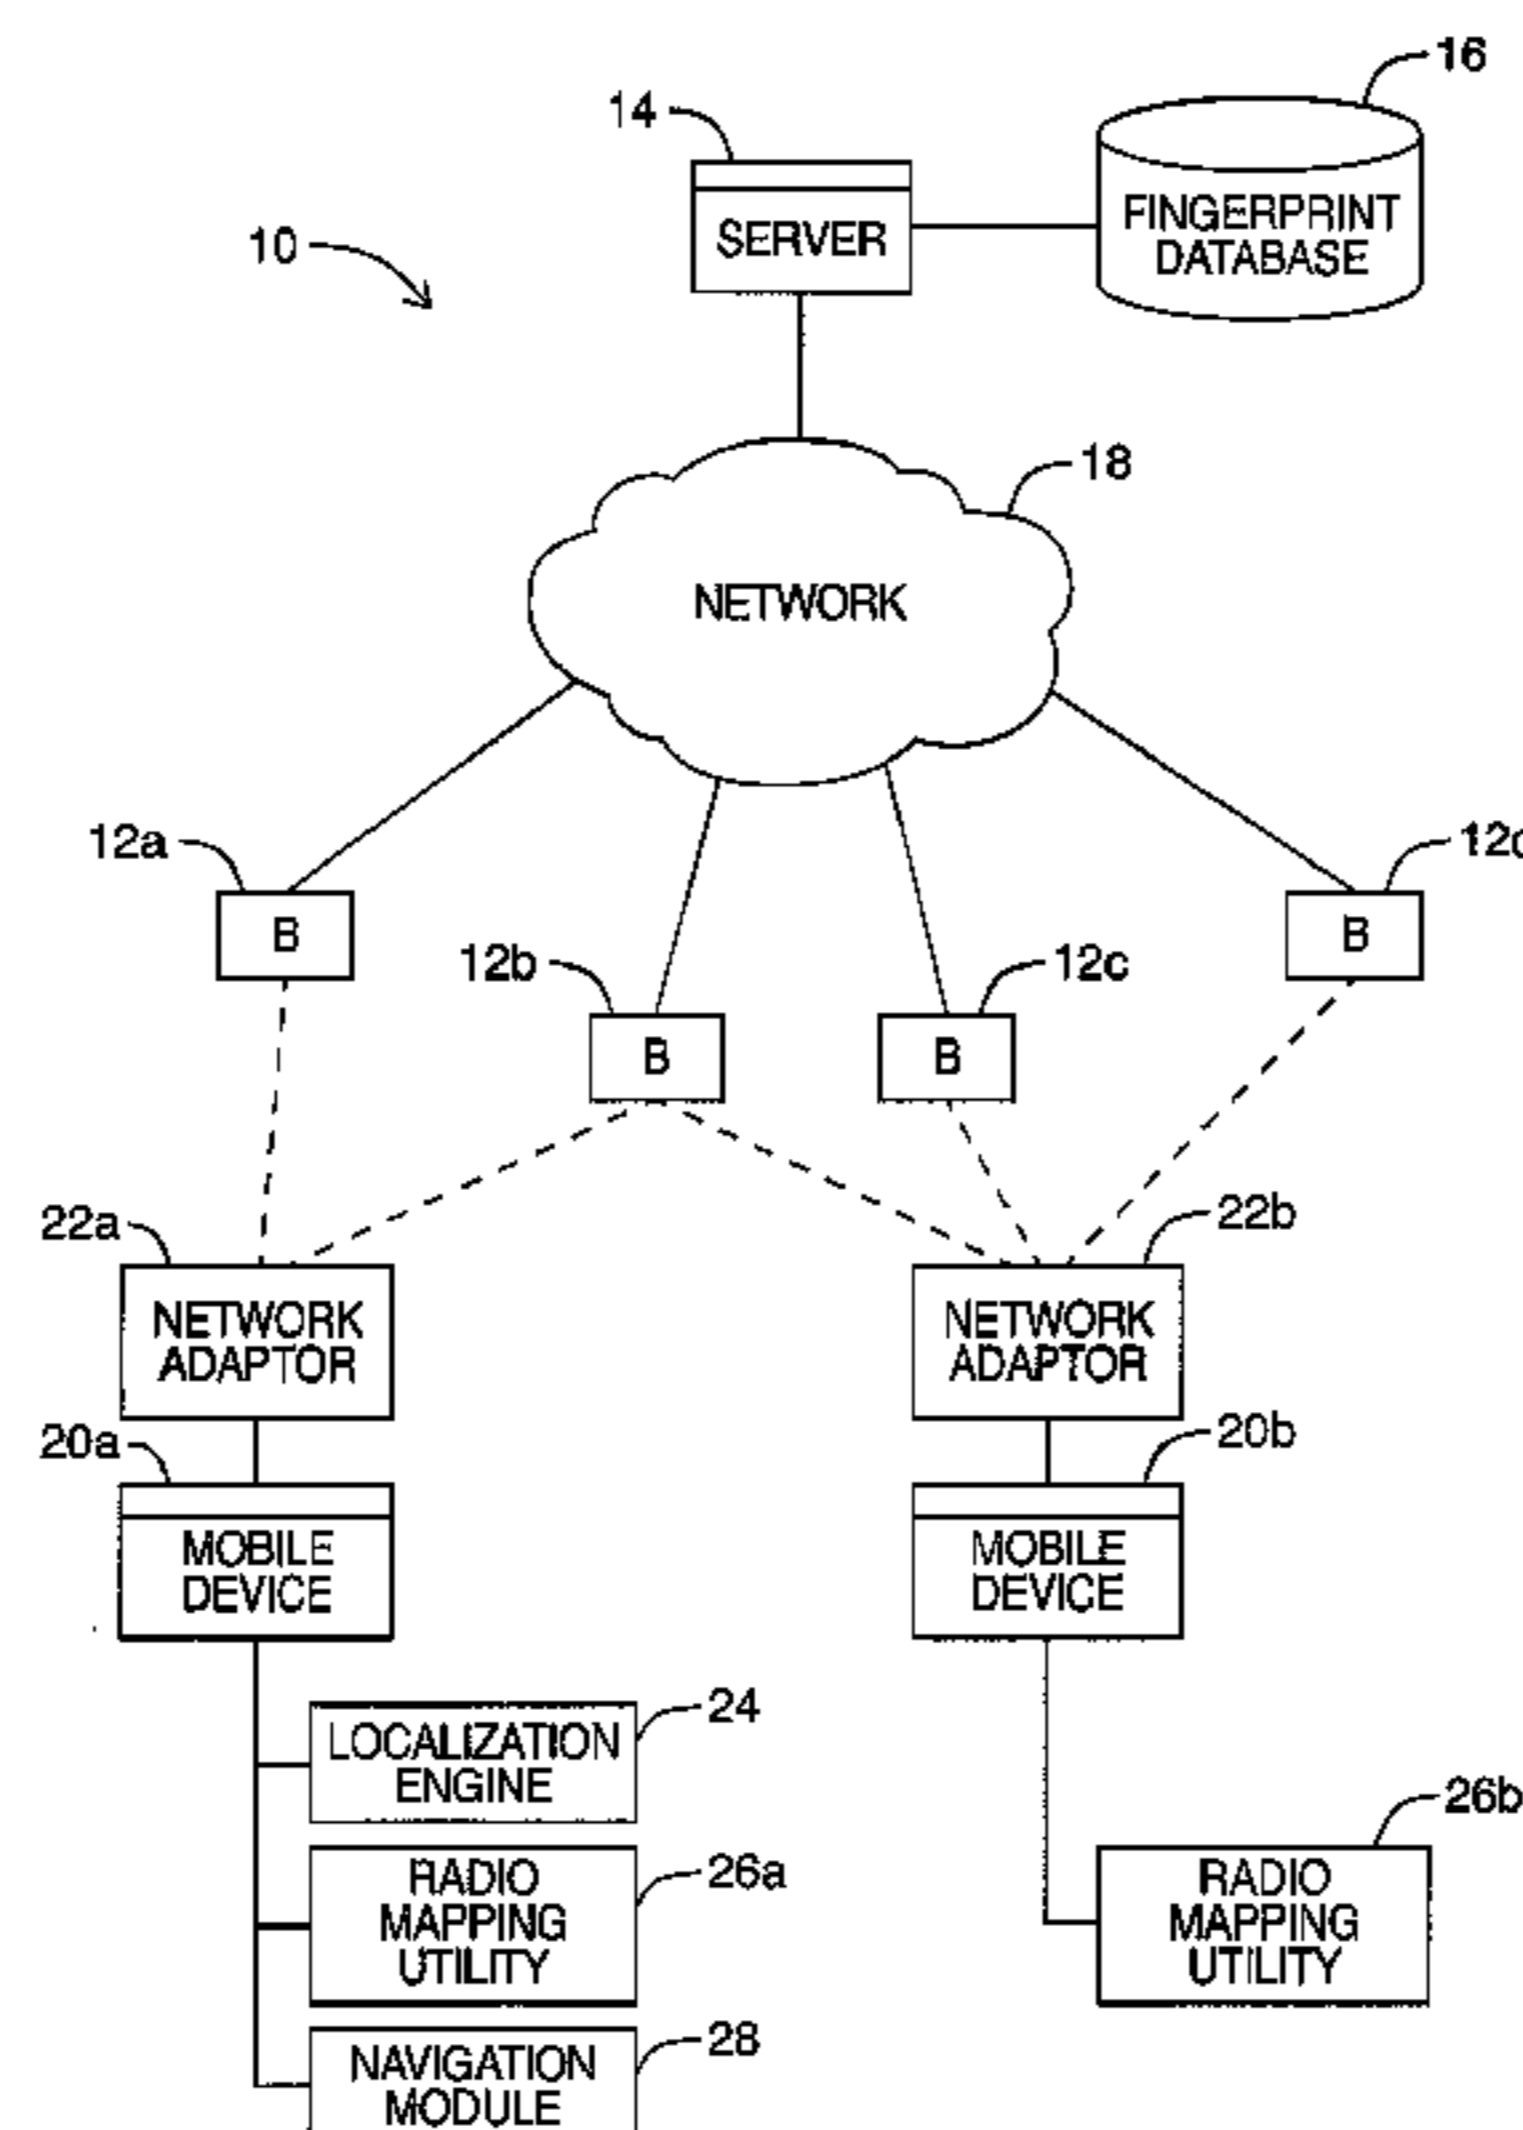 16
14
SERVER
FINGERPRINT
DATABASE
10
18
NETWORK
12a
B
12b
B
12c
B
B
22a
NETWORK
ADAPTOR
22b
NETWORK
ADAPTOR
20a
MOBILE
DEVICE
20b
MOBILE
DEVICE
24
LOCALIZATION
ENGINE
26a
RADIO
MAPPING
UTILITY
26b
RADIO
MAPPING
UTILITY
28
NAVIGATION
MODULE